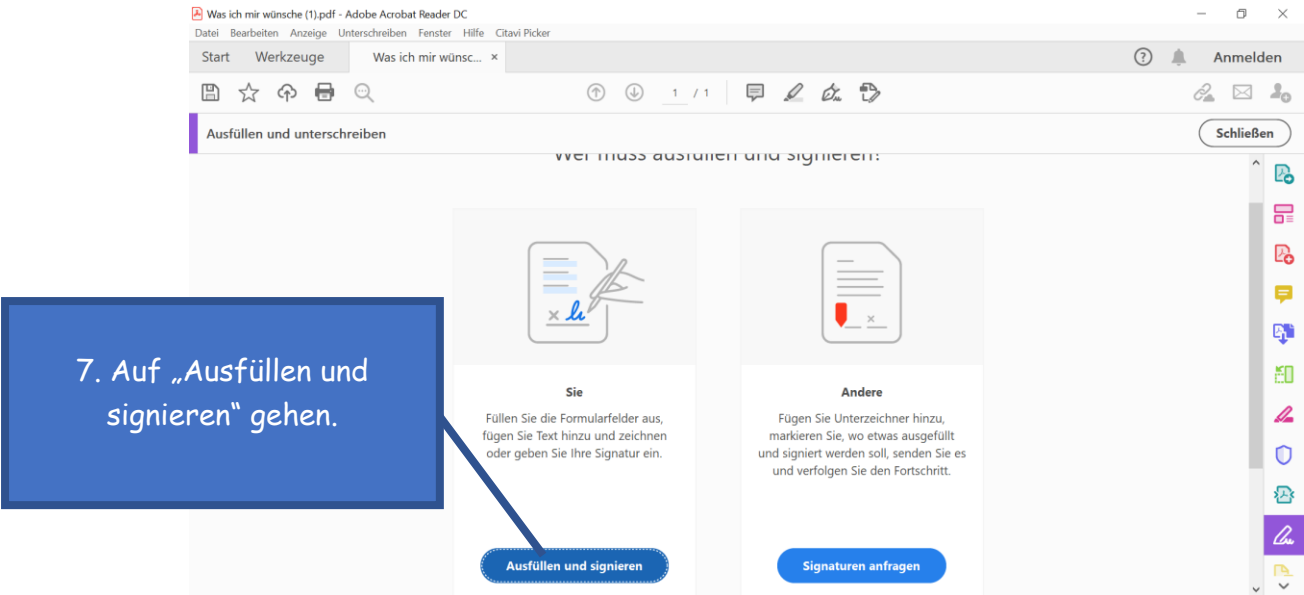 Was ich mir wünsche (1).pdf - Adobe Acrobat Reader DC
Datei Bearbeiten Anzeige Unterschreiben Fenster Hilfe Citavi Picker
Start Werkzeuge Was ich mir wünsc... × Anmelden
1 / 1
Ausfüllen und unterschreiben Schließen
Wer muss ausfüllen und signieren?
7. Auf „Ausfüllen und
signieren“ gehen.
Sie
Füllen Sie die Formularfelder aus,
fügen Sie Text hinzu und zeichnen
oder geben Sie Ihre Signatur ein.
Ausfüllen und signieren
Andere
Fügen Sie Unterzeichner hinzu,
markieren Sie, wo etwas ausgefüllt
und signiert werden soll, senden Sie es
und verfolgen Sie den Fortschritt.
Signaturen anfragen